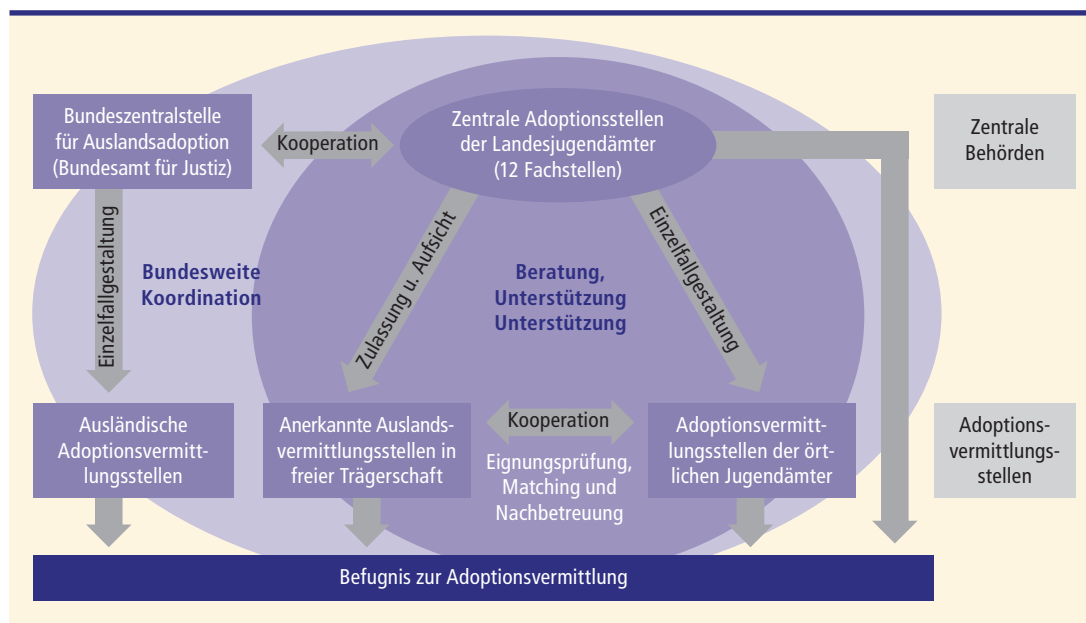 Bundeszentralstelle
für Auslandsadoption
(Bundesamt für Justiz)
Kooperation
Zentrale Adoptionsstellen
der Landesjugendämter
(12 Fachstellen)
Zentrale
Behörden
Einzelfallgestaltung
Bundesweite
Koordination
Zulassung u. Aufsicht
Beratung,
Unterstützung
Unterstützung
Einzelfallgestaltung
Ausländische
Adoptionsvermitt-
lungsstellen
Anerkannte Auslands-
vermittlungsstellen in
freier Trägerschaft
Kooperation
Eignungsprüfung,
Matching und
Nachbetreuung
Adoptionsvermitt-
lungsstellen der ört-
lichen Jugendämter
Adoptions-
vermittlungs-
stellen
Befugnis zur Adoptionsvermittlung